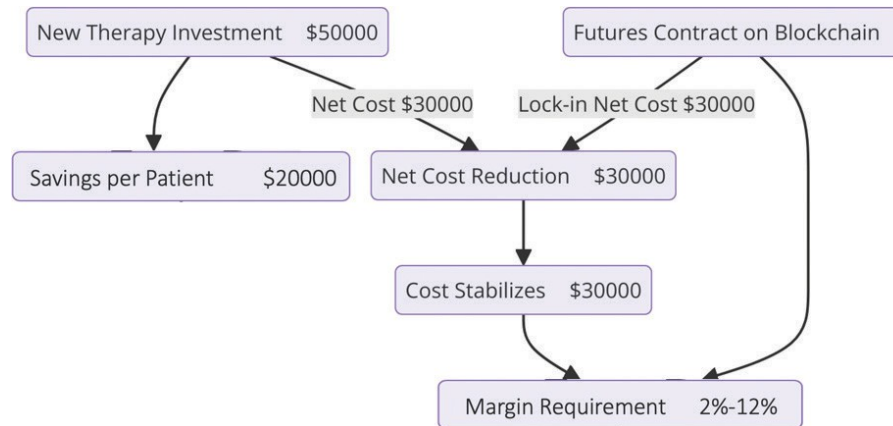 New Therapy Investment $50000
Futures Contract on Blockchain
Net Cost $30000
Lock-in Net Cost $30000
Savings per Patient $20000
Net Cost Reduction $30000
Cost Stabilizes $30000
Margin Requirement 2%-12%